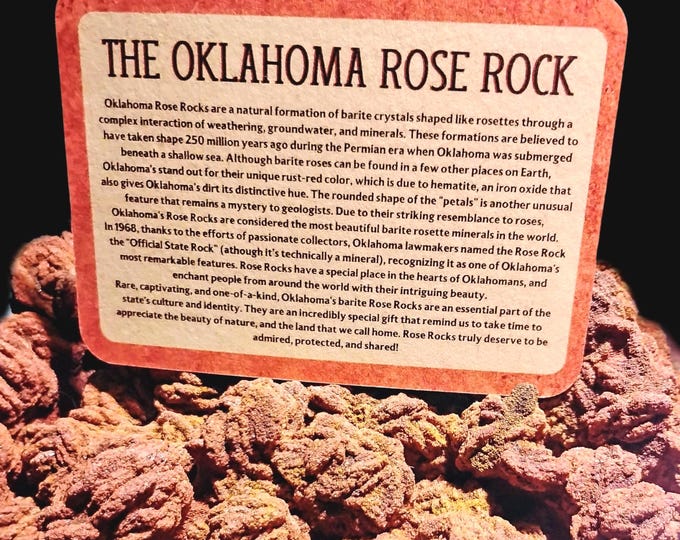 THE OKLAHOMA ROSE ROCK
Oklahoma Rose Rocks are a natural formation of barite crystals shaped like rosettes through a
complex interaction of weathering, groundwater, and minerals. These formations are believed to
have taken shape 250 million years ago during the Permian era when Oklahoma was submerged
beneath a shallow sea. Although barite roses can be found in a few other places on Earth,
Oklahoma's stand out for their unique rust-red color, which is due to hematite, an iron oxide that
also gives Oklahoma's dirt its distinctive hue. The rounded shape of the "petals" is another unusual
feature that remains a mystery to geologists. Due to their striking resemblance to roses,
Oklahoma's Rose Rocks are considered the most beautiful barite rosette minerals in the world.
In 1968, thanks to the efforts of passionate collectors, Oklahoma lawmakers named the Rose Rock
the "Official State Rock" (athough it's technically a mineral), recognizing it as one of Oklahoma's
most remarkable features. Rose Rocks have a special place in the hearts of Oklahomans, and
enchant people from around the world with their intriguing beauty.
Rare, captivating, and one-of-a-kind, Oklahoma's barite Rose Rocks are an essential part of the
state's culture and identity. They are an incredibly special gift that remind us to take time to
appreciate the beauty of nature, and the land that we call home. Rose Rocks truly deserve to be
admired, protected, and shared!